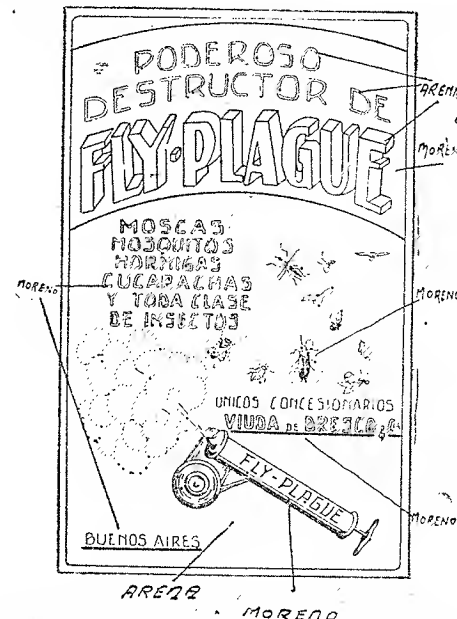 PODEROSO
DESTRUCTOR DE
FLY-PLAGUE
ARENA
MORENO
MOSCAS
MOSQUITOS
HORMIGAS
CUCARACHAS
Y TODA CLASE
DE INSECTOS
MORENO
MORENO
UNICOS CONCESIONARIOS
VIUDA DE
FLY-PLAGUE
MORENO
BUENOS AIRES
ARENA
MORENO